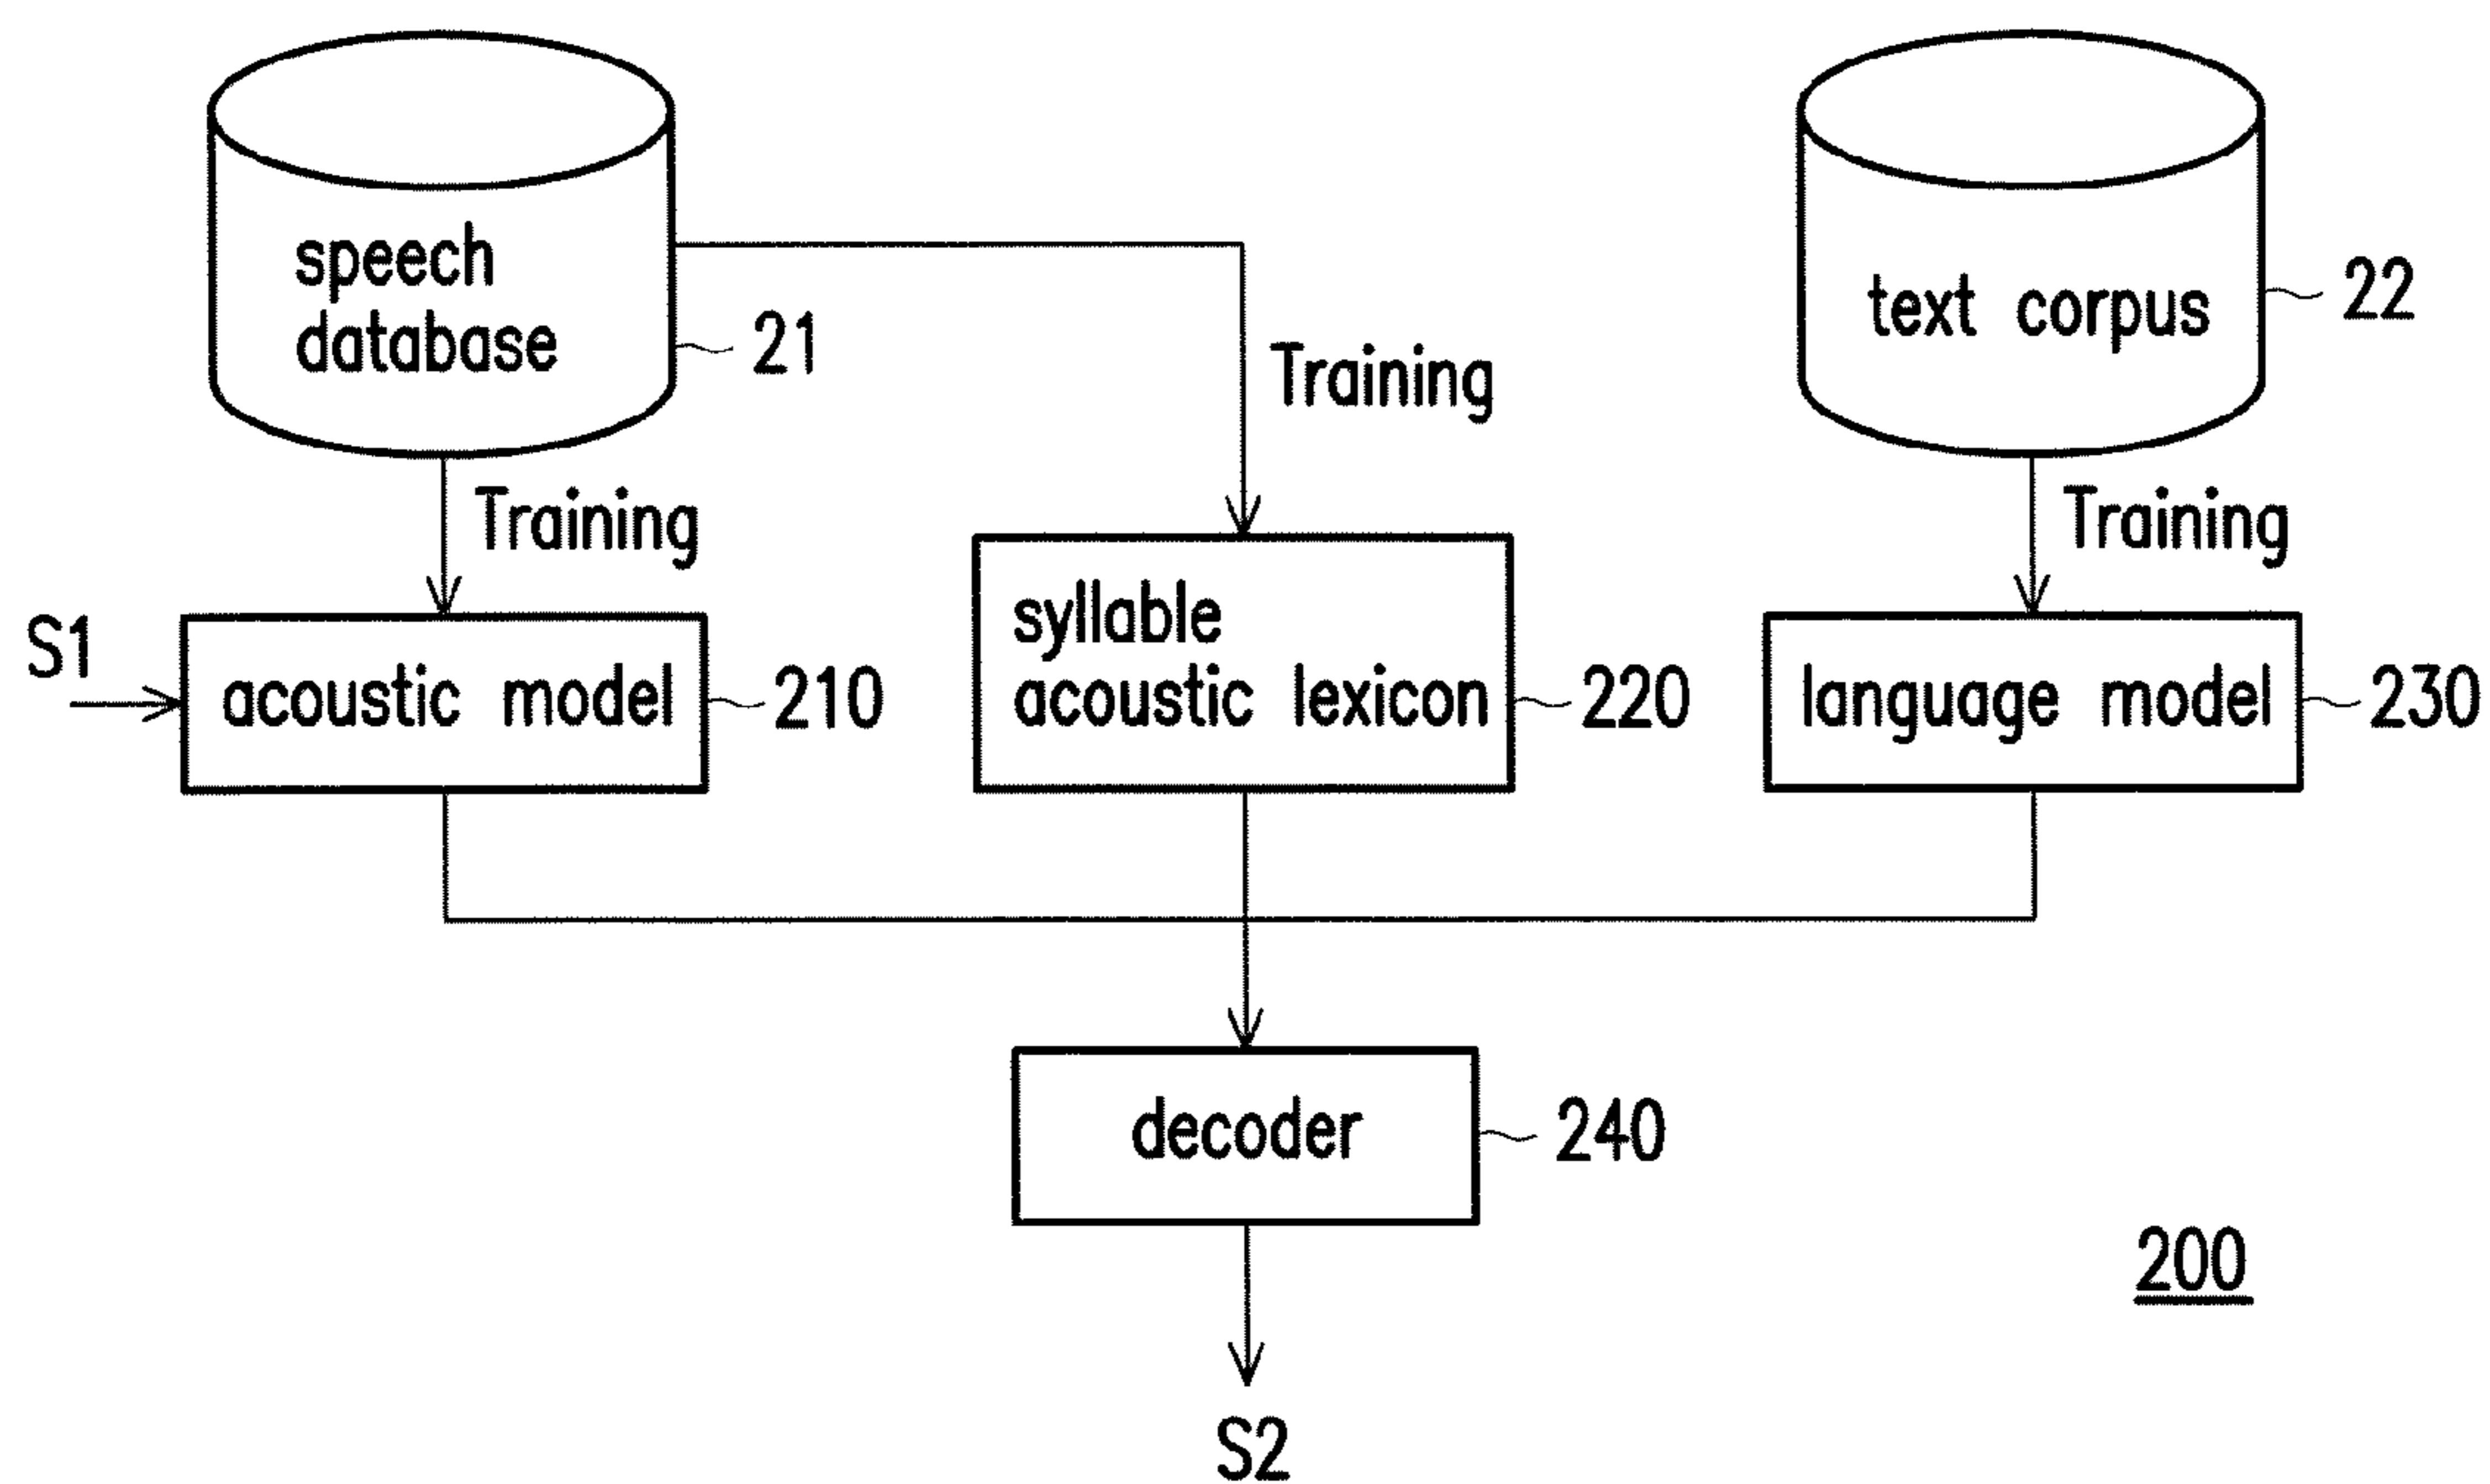 speech
database
21
text corpus
22
Training
Training
Training
S1
acoustic model
210
syllable
acoustic lexicon
220
language model
230
decoder
240
200
S2